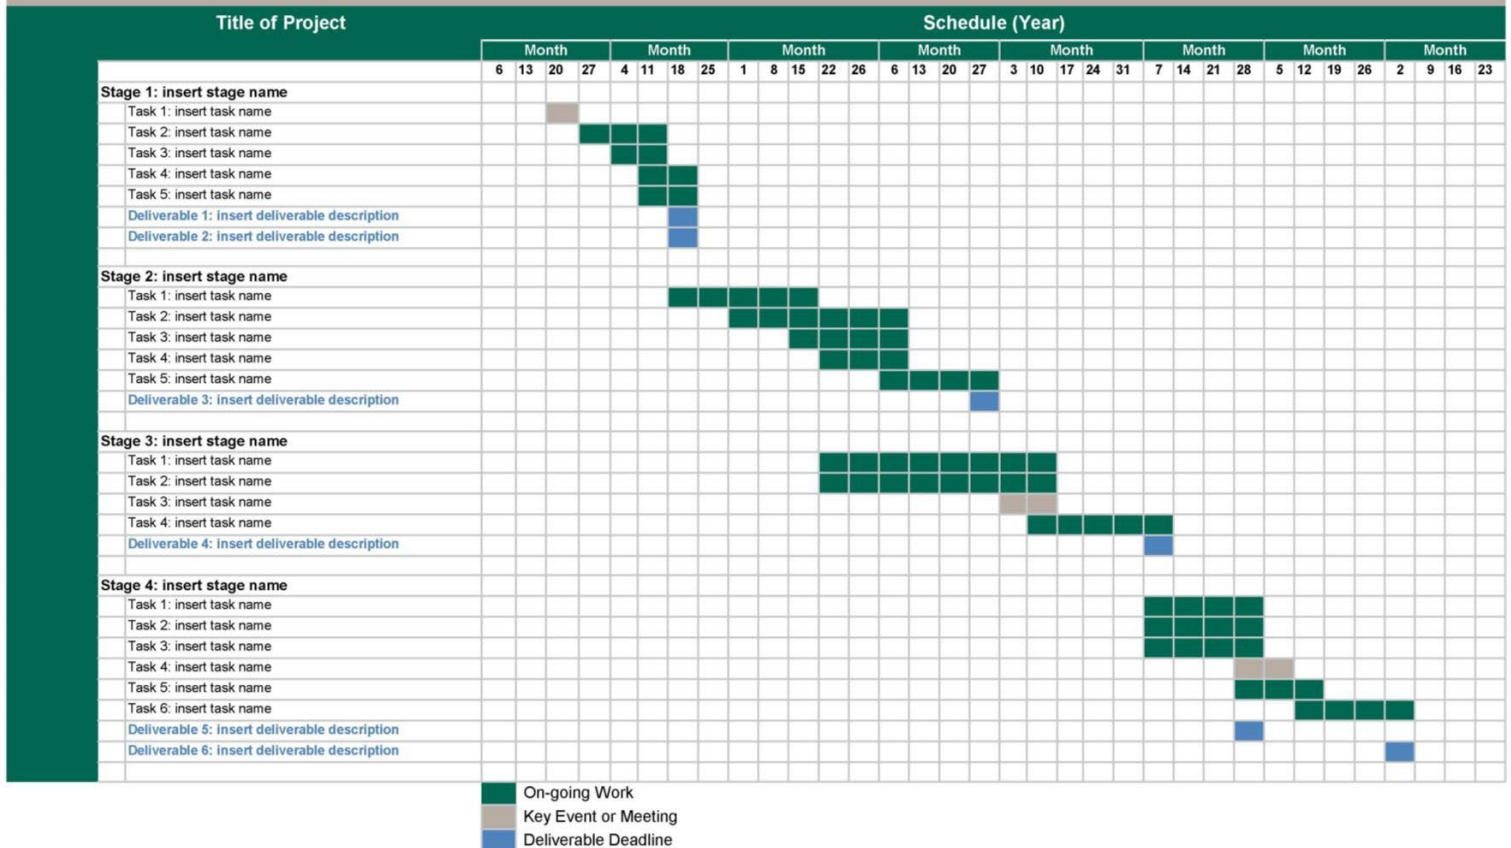 Title of Project Schedule (Year)
Month Month Month Month Month Month Month Month
6 13 20 27 4 11 18 25 1 8 15 22 26 6 13 20 27 3 10 17 24 31 7 14 21 28 5 12 19 26 2 9 16 23
Stage 1: insert stage name
Task 1: insert task name
Task 2: insert task name
Task 3: insert task name
Task 4: insert task name
Task 5: insert task name
Deliverable 1: insert deliverable description
Deliverable 2: insert deliverable description
Stage 2: insert stage name
Task 1: insert task name
Task 2: insert task name
Task 3: insert task name
Task 4: insert task name
Task 5: insert task name
Deliverable 3: insert deliverable description
Stage 3: insert stage name
Task 1: insert task name
Task 2: insert task name
Task 3: insert task name
Task 4: insert task name
Deliverable 4: insert deliverable description
Stage 4: insert stage name
Task 1: insert task name
Task 2: insert task name
Task 3: insert task name
Task 4: insert task name
Task 5: insert task name
Task 6: insert task name
Deliverable 5: insert deliverable description
Deliverable 6: insert deliverable description
On-going Work
Key Event or Meeting
Deliverable Deadline